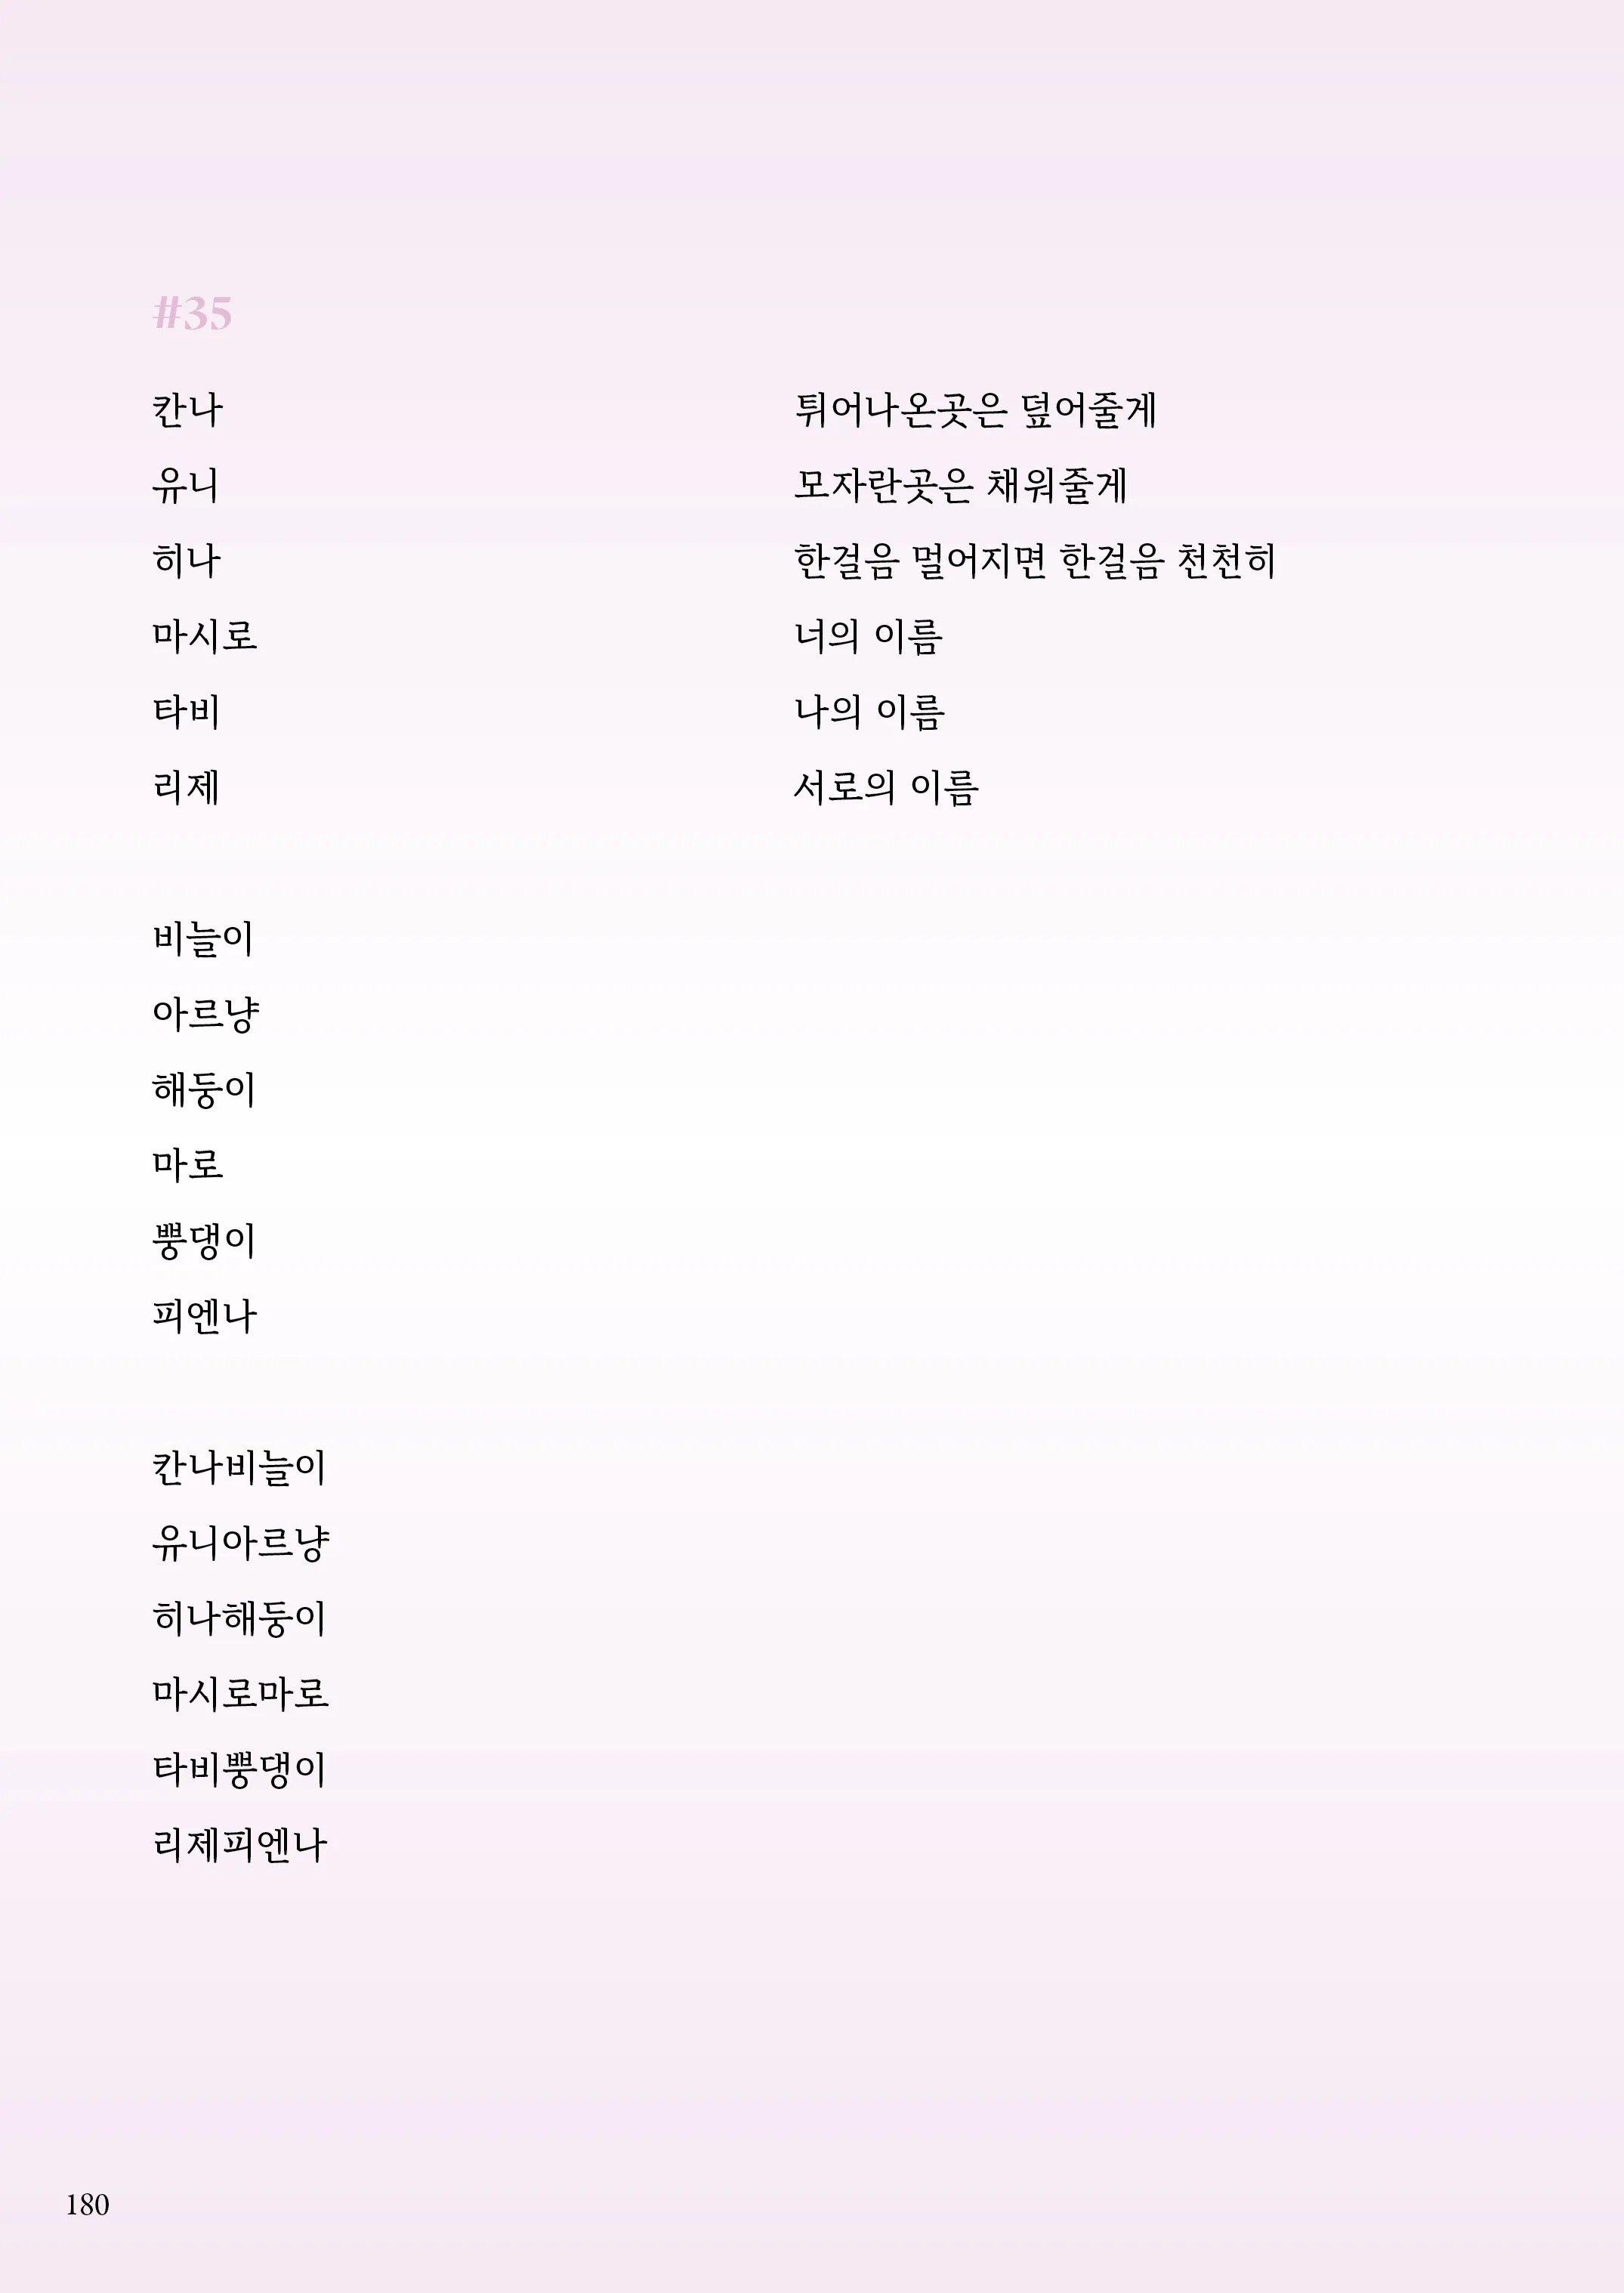 #35
칸나
유니
히나
마시로
타비
리제
비늘이
아르냥
해둥이
마로
뿡댕이
피엔나
칸나비늘이
유니아르냥
히나해둥이
마시로마로
타비뿡댕이
리제피엔나
튀어나온곳은 덮어줄게
모자란곳은 채워줄게
한걸음 멀어지면 한걸음 천천히
너의 이름
나의 이름
서로의 이름
180